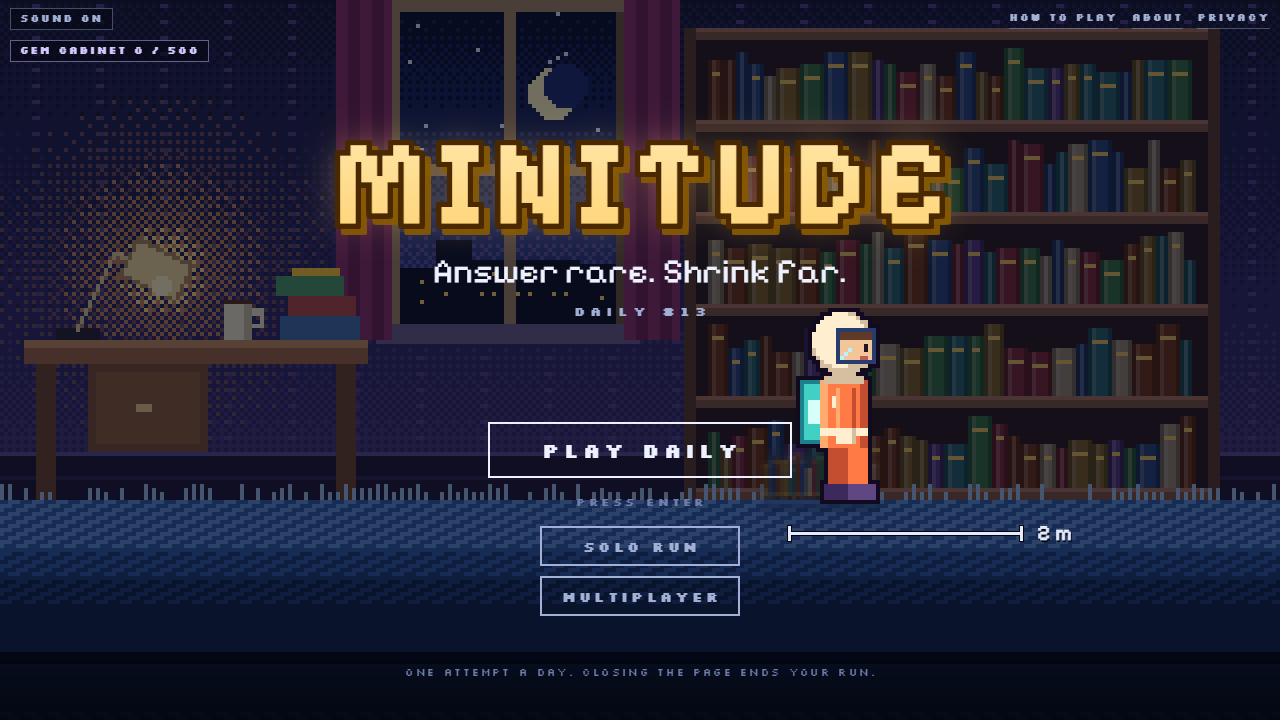 SOUND ON
GEM CABINET 0 / 500
HOW TO PLAY ABOUT PRIVACY
MINITUDE
Answer rare. Shrink far.
DAILY #13
PLAY DAILY
PRESS ENTER
2 m
SOLO RUN
MULTIPLAYER
ONE ATTEMPT A DAY. CLOSING THE PAGE ENDS YOUR RUN.